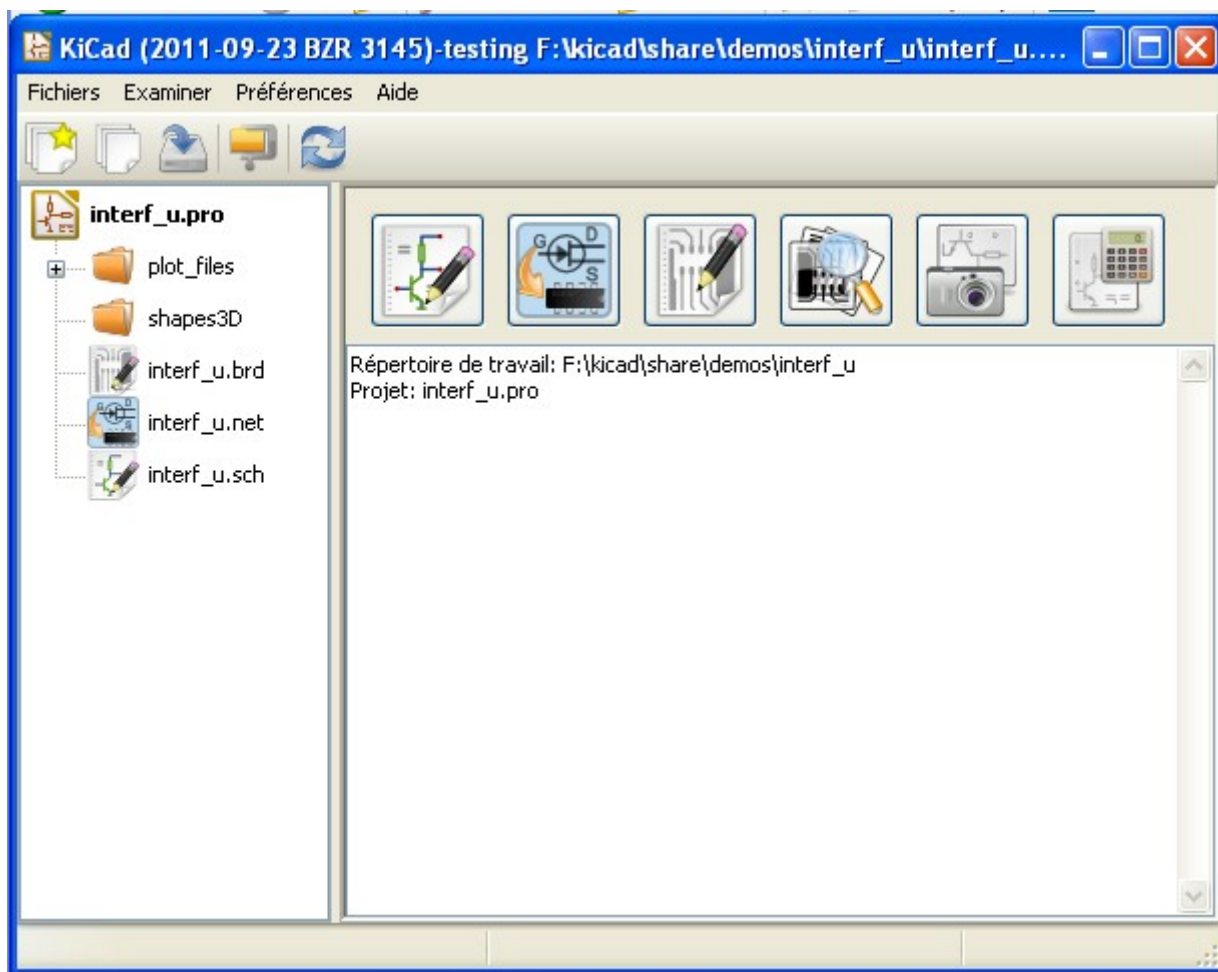 KiCad (2011-09-23 BZR 3145)-testing F:\kicad\share\demos\interf_u\interf_u....
Fichiers Examiner Préférences Aide
interf_u.pro
plot_files
shapes3D
interf_u.brd
interf_u.net
interf_u.sch
G D
S
Répertoire de travail: F:\kicad\share\demos\interf_u
Projet: interf_u.pro